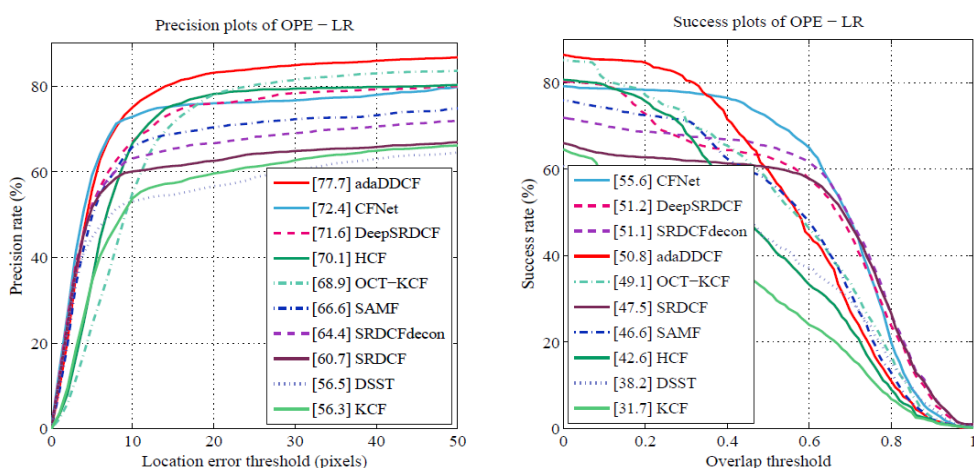 Precision plots of OPE − LR
Precision rate (%)
80
60
40
20
0
0 10 20 30 40 50
Location error threshold (pixels)
[77.7] adaDDCF
[72.4] CFNet
[71.6] DeepSRDCF
[70.1] HCF
[68.9] OCT−KCF
[66.6] SAMF
[64.4] SRDCFdecon
[60.7] SRDCF
[56.5] DSST
[56.3] KCF
Success plots of OPE − LR
Success rate (%)
80
60
40
20
0
0 0.2 0.4 0.6 0.8 1
Overlap threshold
[55.6] CFNet
[51.2] DeepSRDCF
[51.1] SRDCFdecon
[50.8] adaDDCF
[49.1] OCT−KCF
[47.5] SRDCF
[46.6] SAMF
[42.6] HCF
[38.2] DSST
[31.7] KCF